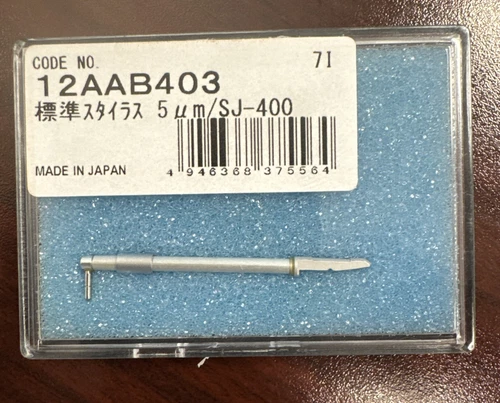 CODE NO. 7I
12AAB403
標準ｽﾀｲﾗｽ 5μm/SJ-400
MADE IN JAPAN
4 946368 375564